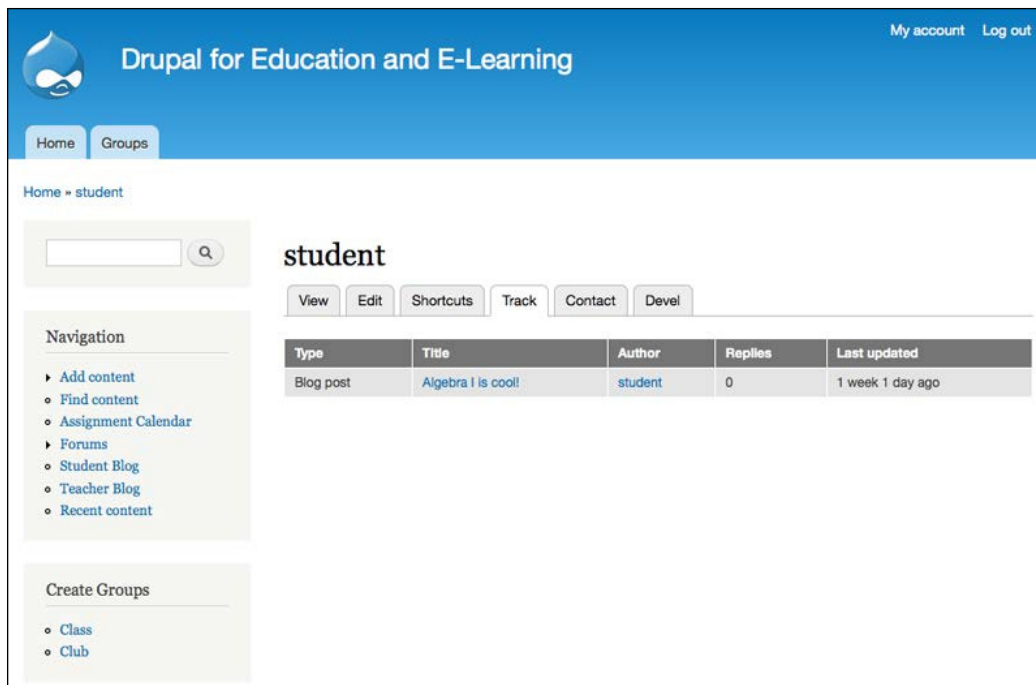 My account Log out
Drupal for Education and E-Learning
Home Groups
Home » student
student
View Edit Shortcuts Track Contact Devel
Type Title Author Replies Last updated
Blog post Algebra I is cool! student 0 1 week 1 day ago
Navigation
Add content
Find content
Assignment Calendar
Forums
Student Blog
Teacher Blog
Recent content
Create Groups
Class
Club